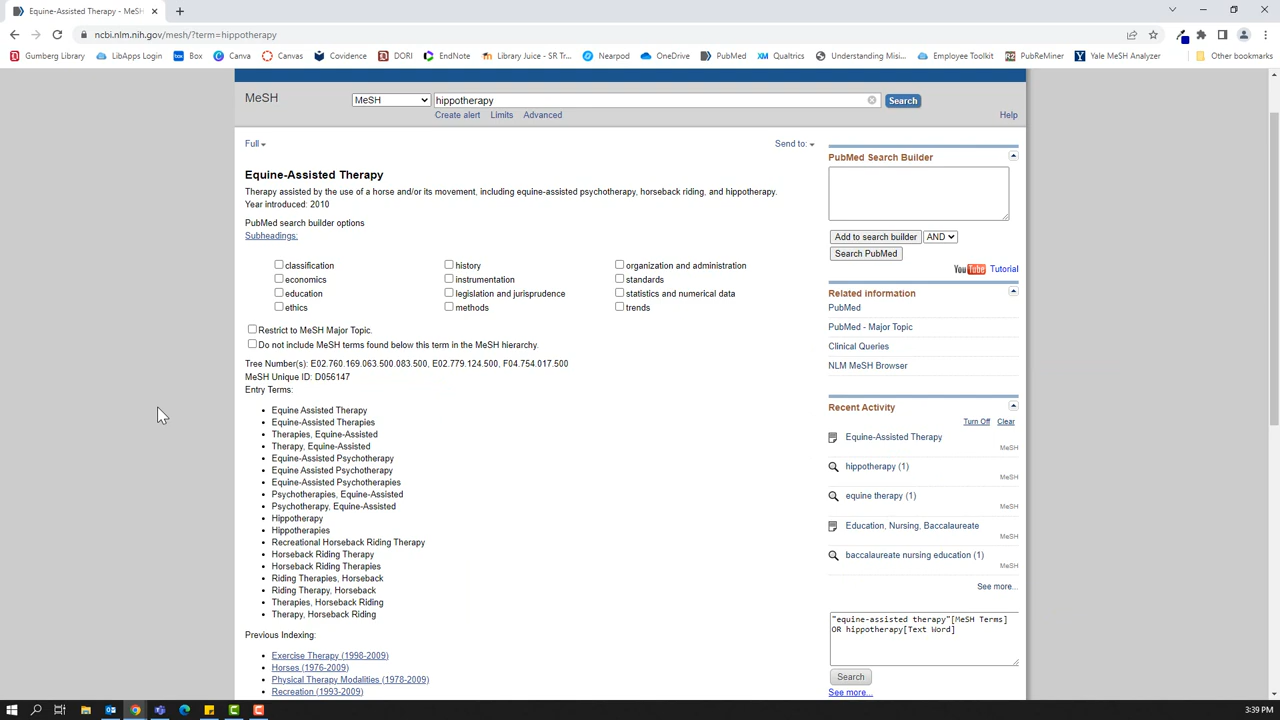 Equine-Assisted Therapy - MeSH
ncbi.nlm.nih.gov/mesh/?term=hippotherapy
Gumberg Library
LibApps Login
Box
Canva
Canvas
Covidence
DORI
EndNote
Library Juice - SR Tr...
Nearpod
OneDrive
PubMed
Qualtrics
Understanding Misi...
Employee Toolkit
PubReMiner
Yale MeSH Analyzer
Other bookmarks
MeSH
MeSH
hippotherapy
Search
Create alert Limits Advanced
Help
Full
Send to:
Equine-Assisted Therapy
Therapy assisted by the use of a horse and/or its movement, including equine-assisted psychotherapy, horseback riding, and hippotherapy.
Year introduced: 2010
PubMed search builder options
Subheadings:
classification
history
organization and administration
economics
instrumentation
standards
education
legislation and jurisprudence
statistics and numerical data
ethics
methods
trends
Restrict to MeSH Major Topic.
Do not include MeSH terms found below this term in the MeSH hierarchy.
Tree Number(s): E02.760.169.063.500.083.500, E02.779.124.500, F04.754.017.500
MeSH Unique ID: D056147
Entry Terms:
Equine Assisted Therapy
Equine-Assisted Therapies
Therapies, Equine-Assisted
Therapy, Equine-Assisted
Equine-Assisted Psychotherapy
Equine Assisted Psychotherapy
Equine-Assisted Psychotherapies
Psychotherapies, Equine-Assisted
Psychotherapy, Equine-Assisted
Hippotherapy
Hippotherapies
Recreational Horseback Riding Therapy
Horseback Riding Therapy
Horseback Riding Therapies
Riding Therapies, Horseback
Riding Therapy, Horseback
Therapies, Horseback Riding
Therapy, Horseback Riding
Previous Indexing:
Exercise Therapy (1998-2009)
Horses (1976-2009)
Physical Therapy Modalities (1978-2009)
Recreation (1993-2009)
PubMed Search Builder
Add to search builder
AND
Search PubMed
YouTube Tutorial
Related information
PubMed
PubMed - Major Topic
Clinical Queries
NLM MeSH Browser
Recent Activity
Turn Off Clear
Equine-Assisted Therapy
MeSH
hippotherapy (1)
MeSH
equine therapy (1)
MeSH
Education, Nursing, Baccalaureate
MeSH
baccalaureate nursing education (1)
MeSH
See more...
"equine-assisted therapy"[MeSH Terms]
OR hippotherapy[Text Word]
Search
See more...
3:39 PM